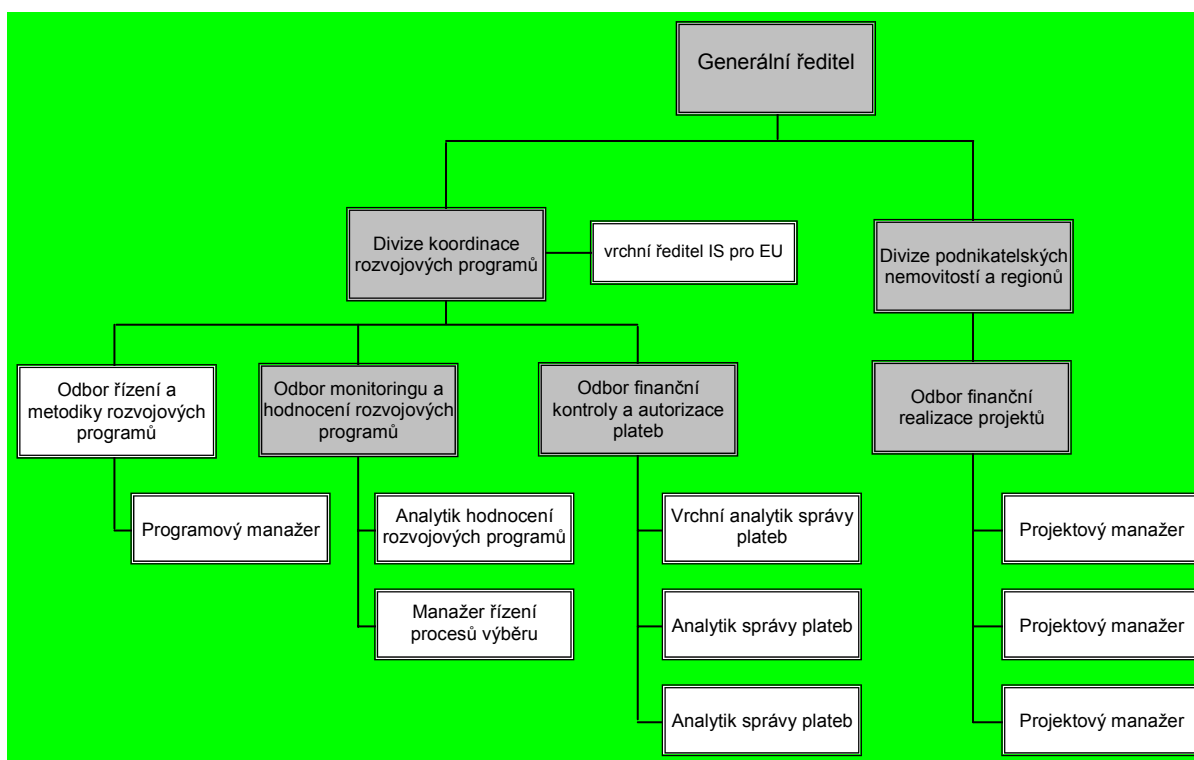 Generální ředitel
Divize koordinace
rozvojových programů
vrchní ředitel IS pro EU
Divize podnikatelských
nemovitostí a regionů
Odbor řízení a
metodiky rozvojových
programů
Odbor monitoringu a
hodnocení rozvojových
programů
Odbor finanční
kontroly a autorizace
plateb
Odbor finanční
realizace projektů
Programový manažer
Analytik hodnocení
rozvojových programů
Vrchní analytik správy
plateb
Projektový manažer
Manažer řízení
procesů výběru
Analytik správy plateb
Projektový manažer
Analytik správy plateb
Projektový manažer